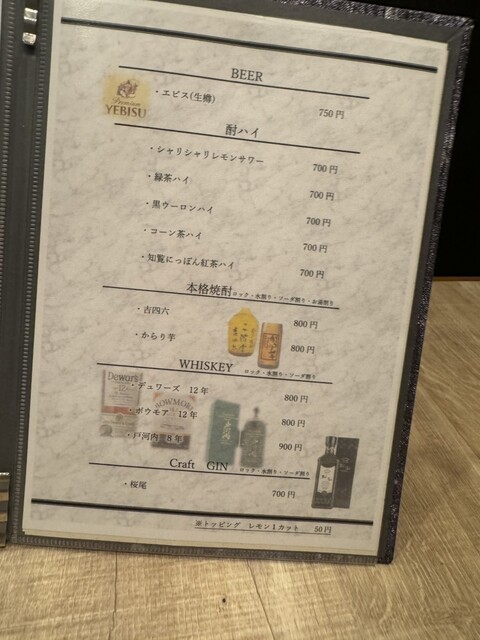 BEER
Premium
YEBISU
・エビス(生樽) 750円
酎ハイ
・シャリシャリレモンサワー 700円
・緑茶ハイ 700円
・黒ウーロンハイ 700円
・コーン茶ハイ 700円
・知覧にっぽん紅茶ハイ 700円
本格焼酎 ロック・水割り・ソーダ割り・お湯割り
・吉四六 800円
・からり芋 800円
WHISKEY ロック・水割り・ソーダ割り
Dewar's
・デュワーズ 12年 800円
BOWMORE
・ボウモア 12年 800円
・戸河内 8年 900円
Craft GIN ロック・水割り・ソーダ割り
・桜尾 700円
※トッピング レモン1カット 50円